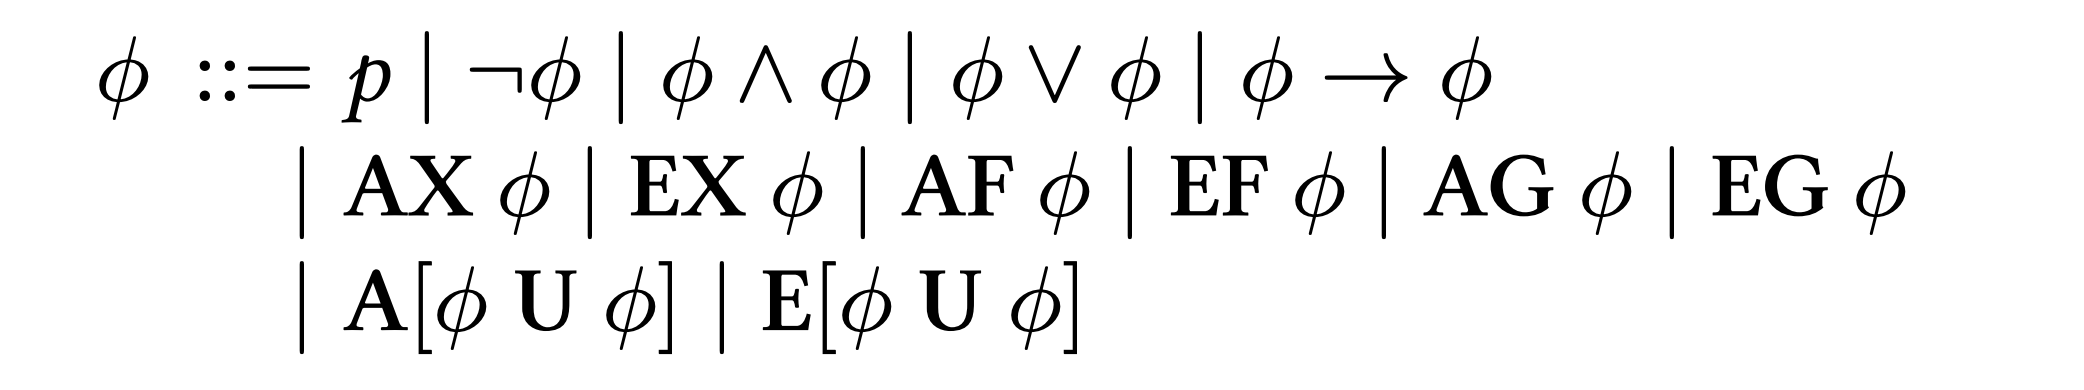 ϕ ::= p | ¬ϕ | ϕ ∧ ϕ | ϕ ∨ ϕ | ϕ → ϕ
| AX ϕ | EX ϕ | AF ϕ | EF ϕ | AG ϕ | EG ϕ
| A[ϕ U ϕ] | E[ϕ U ϕ]